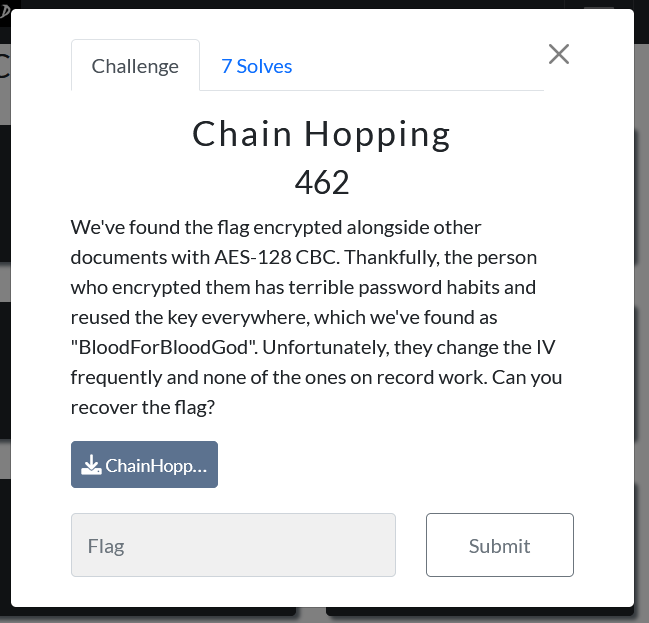 Challenge
7 Solves
Chain Hopping
462
We've found the flag encrypted alongside other
documents with AES-128 CBC. Thankfully, the person
who encrypted them has terrible password habits and
reused the key everywhere, which we've found as
"BloodForBloodGod". Unfortunately, they change the IV
frequently and none of the ones on record work. Can you
recover the flag?
ChainHopp...
Flag
Submit